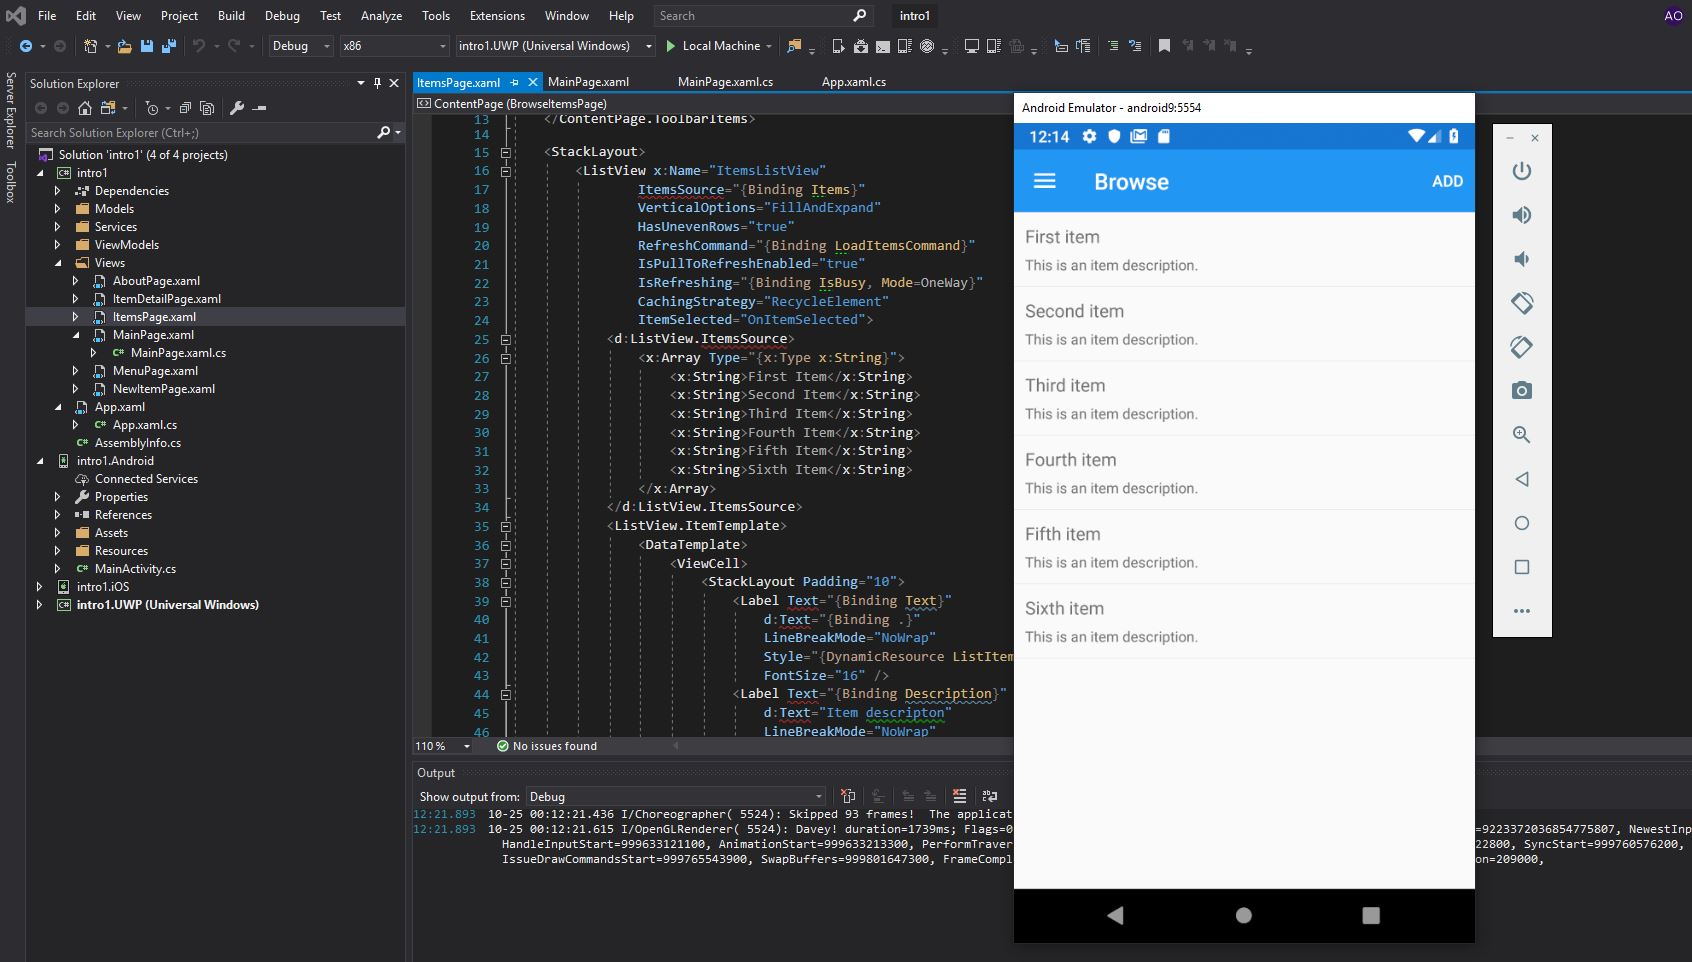 File Edit View Project Build Debug Test Analyze Tools Extensions Window Help Search intro1 AO
Debug x86 intro1.UWP (Universal Windows) Local Machine
Server Explorer
Toolbox
Solution Explorer
Search Solution Explorer (Ctrl+;)
Solution 'intro1' (4 of 4 projects)
intro1
Dependencies
Models
Services
ViewModels
Views
AboutPage.xaml
ItemDetailPage.xaml
ItemsPage.xaml
MainPage.xaml
MainPage.xaml.cs
MenuPage.xaml
NewItemPage.xaml
App.xaml
App.xaml.cs
AssemblyInfo.cs
intro1.Android
Connected Services
Properties
References
Assets
Resources
MainActivity.cs
intro1.iOS
intro1.UWP (Universal Windows)
ItemsPage.xaml MainPage.xaml MainPage.xaml.cs App.xaml.cs
ContentPage (BrowseItemsPage)
13 </ContentPage.ToolbarItems>
14
15 <StackLayout>
16 <ListView x:Name="ItemsListView"
17 ItemsSource="{Binding Items}"
18 VerticalOptions="FillAndExpand"
19 HasUnevenRows="true"
20 RefreshCommand="{Binding LoadItemsCommand}"
21 IsPullToRefreshEnabled="true"
22 IsRefreshing="{Binding IsBusy, Mode=OneWay}"
23 CachingStrategy="RecycleElement"
24 ItemSelected="OnItemSelected">
25 <d:ListView.ItemsSource>
26 <x:Array Type="{x:Type x:String}">
27 <x:String>First Item</x:String>
28 <x:String>Second Item</x:String>
29 <x:String>Third Item</x:String>
30 <x:String>Fourth Item</x:String>
31 <x:String>Fifth Item</x:String>
32 <x:String>Sixth Item</x:String>
33 </x:Array>
34 </d:ListView.ItemsSource>
35 <ListView.ItemTemplate>
36 <DataTemplate>
37 <ViewCell>
38 <StackLayout Padding="10">
39 <Label Text="{Binding Text}"
40 d:Text="{Binding .}"
41 LineBreakMode="NoWrap"
42 Style="{DynamicResource ListItem
43 FontSize="16" />
44 <Label Text="{Binding Description}"
45 d:Text="Item descripton"
46 LineBreakMode="NoWrap"
110 % No issues found
Output
Show output from: Debug
12:21.893 10-25 00:12:21.436 I/Choreographer( 5524): Skipped 93 frames! The applicat
12:21.893 10-25 00:12:21.615 I/OpenGLRenderer( 5524): Davey! duration=1739ms; Flags=0 =9223372036854775807, NewestInp
HandleInputStart=999633121100, AnimationStart=999633213300, PerformTraver 22800, SyncStart=999760576200,
IssueDrawCommandsStart=999765543900, SwapBuffers=999801647300, FrameCompl on=209000,
Android Emulator - android9:5554
12:14
Browse ADD
First item
This is an item description.
Second item
This is an item description.
Third item
This is an item description.
Fourth item
This is an item description.
Fifth item
This is an item description.
Sixth item
This is an item description.